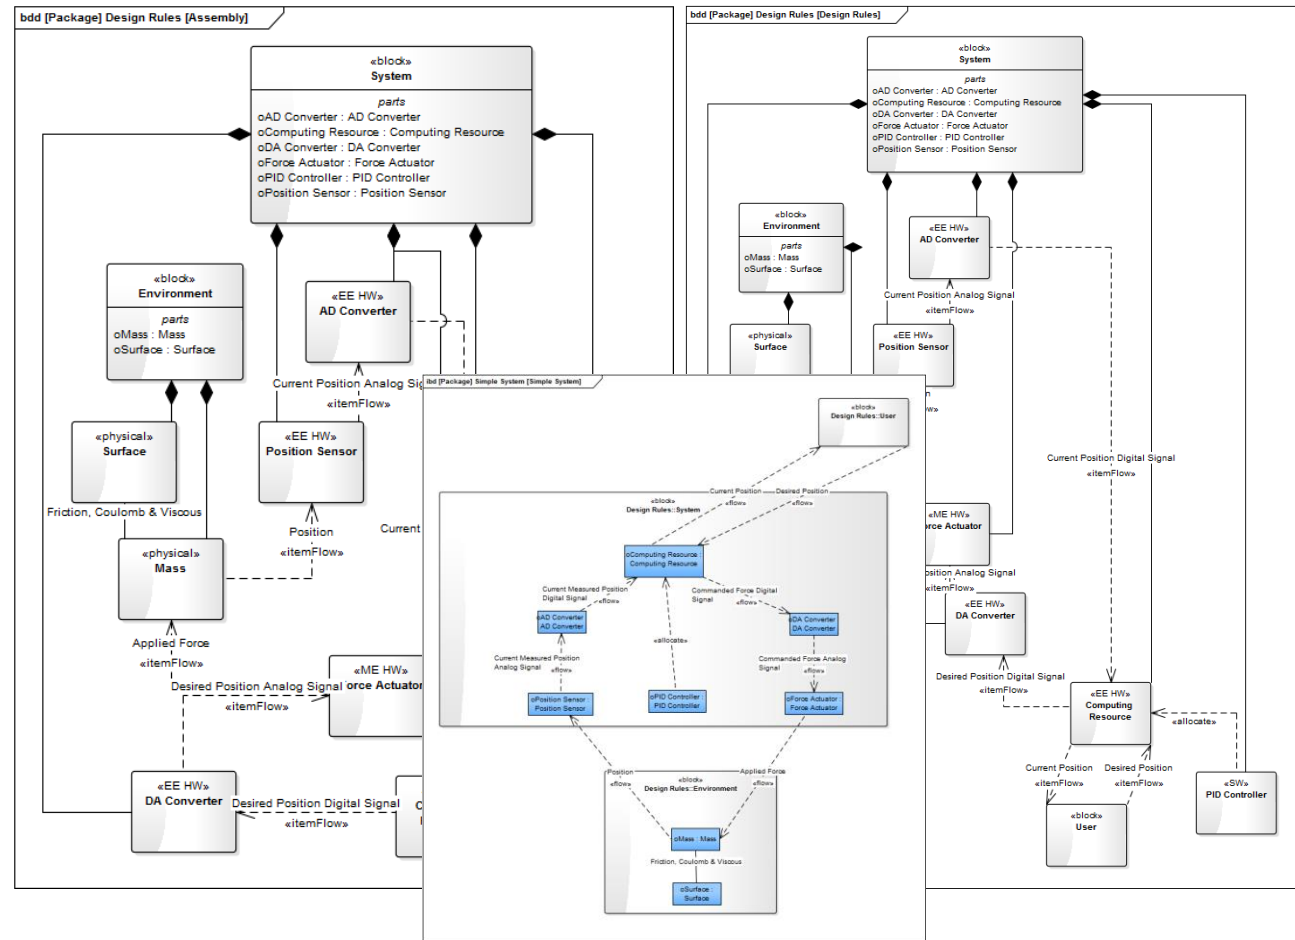 bdd [Package] Design Rules [Assembly]
«block»
System
parts
oAD Converter : AD Converter
oComputing Resource : Computing Resource
oDA Converter : DA Converter
oForce Actuator : Force Actuator
oPID Controller : PID Controller
oPosition Sensor : Position Sensor
«block»
Environment
parts
oMass : Mass
oSurface : Surface
«EE HW»
AD Converter
Current Position Analog Sig
«itemFlow»
«physical»
Surface
«EE HW»
Position Sensor
Friction, Coulomb & Viscous
Position
«itemFlow»
Current
«physical»
Mass
Applied Force
«itemFlow»
«ME HW»
orce Actuator
Desired Position Analog Signal
«itemFlow»
«EE HW»
DA Converter
Desired Position Digital Signal
«itemFlow»
bdd [Package] Design Rules [Design Rules]
«block»
System
parts
oAD Converter : AD Converter
oComputing Resource : Computing Resource
oDA Converter : DA Converter
oForce Actuator : Force Actuator
oPID Controller : PID Controller
oPosition Sensor : Position Sensor
«block»
Environment
parts
oMass : Mass
oSurface : Surface
«EE HW»
AD Converter
Current Position Analog Signal
«itemFlow»
«physical»
Surface
«EE HW»
Position Sensor
Current Position Digital Signal
«itemFlow»
«ME HW»
orce Actuator
osition Analog Signal
«itemFlow»
«EE HW»
DA Converter
Desired Position Digital Signal
«itemFlow»
«EE HW»
Computing
Resource
«allocate»
Current Position
«itemFlow»
Desired Position
«itemFlow»
«SW»
PID Controller
«block»
User
ibd [Package] Simple System [Simple System]
«block»
Design Rules::User
Current Position
«flow»
Desired Position
«flow»
«block»
Design Rules::System
oComputing Resource :
Computing Resource
Current Measured Position
Digital Signal
«flow»
Commanded Force Digital
Signal
«flow»
oAD Converter :
AD Converter
oDA Converter :
DA Converter
«allocate»
Current Measured Position
Analog Signal
«flow»
Commanded Force Analog
Signal
«flow»
oPosition Sensor :
Position Sensor
oPID Controller :
PID Controller
oForce Actuator :
Force Actuator
Position
«flow»
Applied Force
«flow»
«block»
Design Rules::Environment
oMass : Mass
Friction, Coulomb & Viscous
oSurface :
Surface